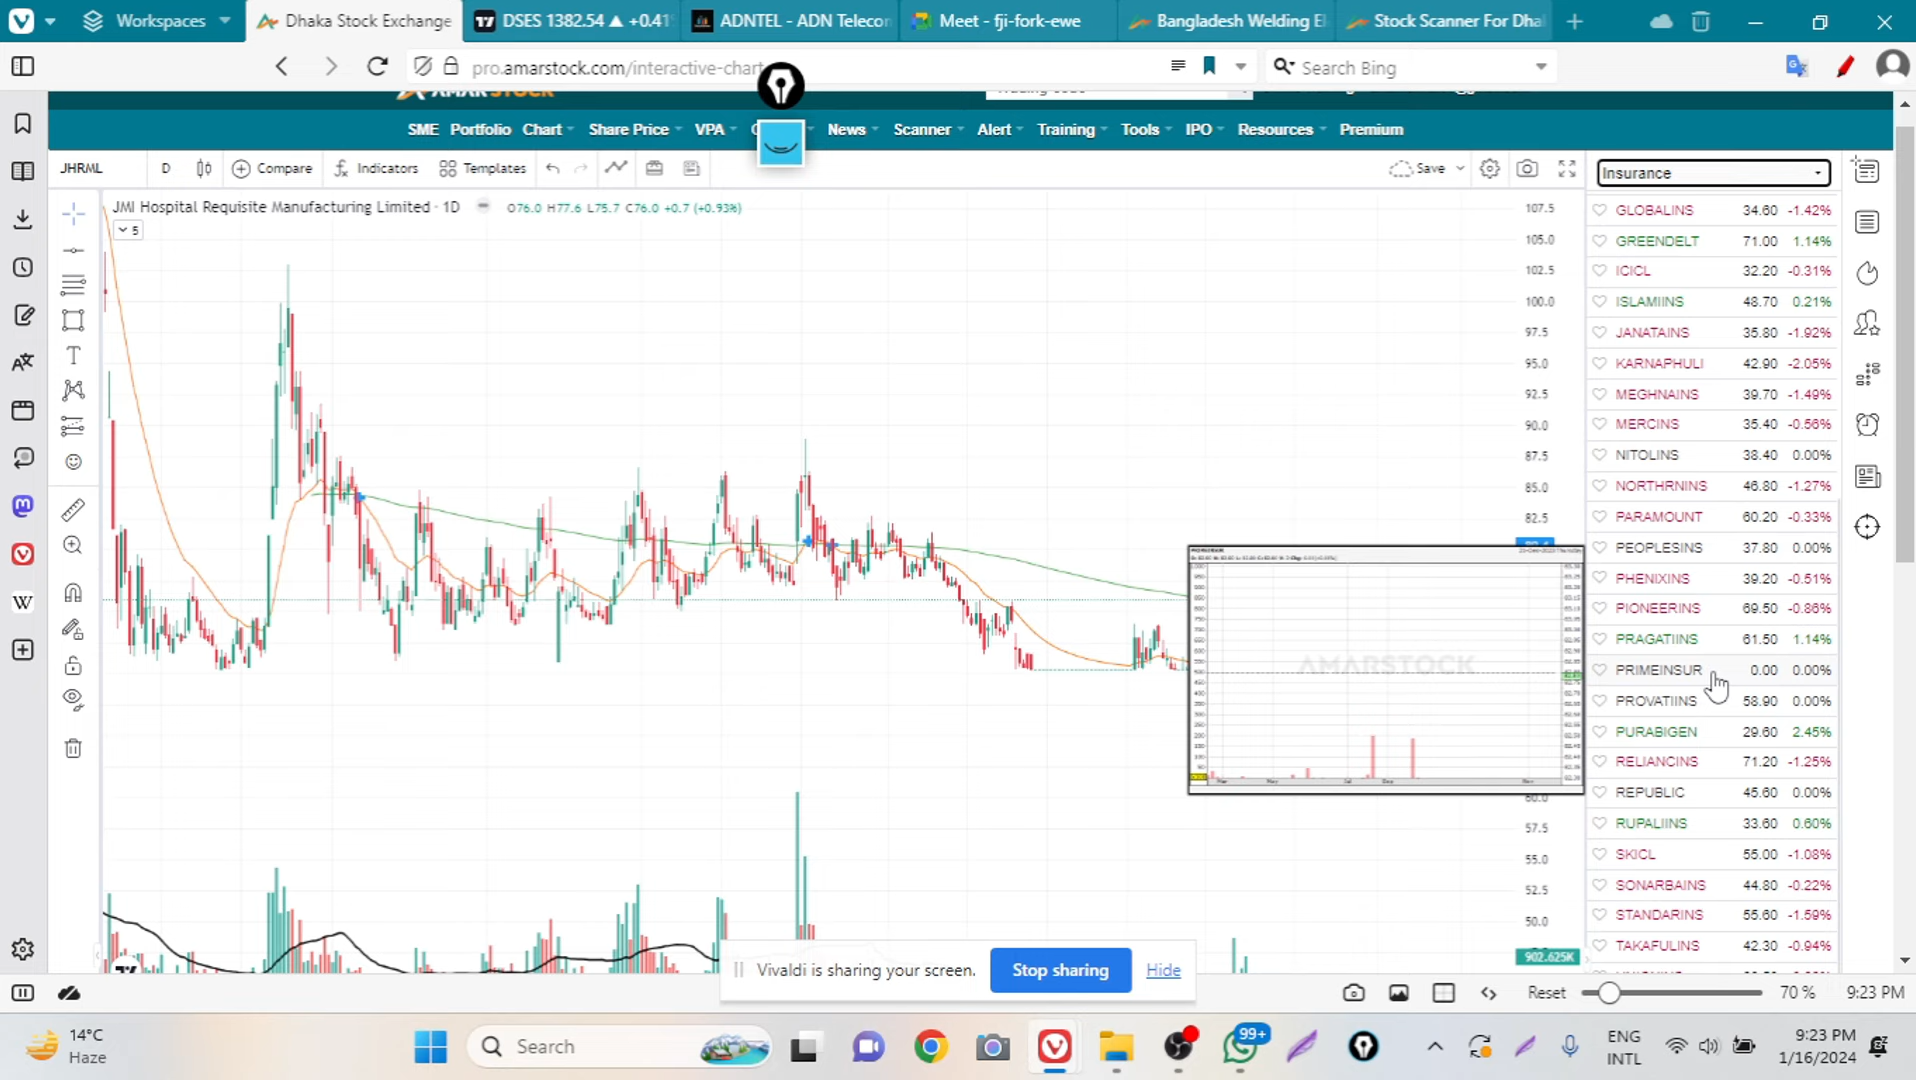 Workspaces
Dhaka Stock Exchange
DSES 1382.54 ▲ +0.41
ADNTEL - ADN Telecom
Meet - fji-fork-ewe
Bangladesh Welding El
Stock Scanner For Dha
pro.amarstock.com/interactive-chart
Search Bing
AMARSTOCK
SME Portfolio Chart Share Price VPA News Scanner Alert Training Tools IPO Resources Premium
JHRML D Compare Indicators Templates Save
Insurance
JMI Hospital Requisite Manufacturing Limited · 1D
O76.0 H77.6 L75.7 C76.0 +0.7 (+0.93%)
5
107.5
105.0
102.5
100.0
97.5
95.0
92.5
90.0
87.5
85.0
82.5
60.0
57.5
55.0
52.5
50.0
902.625K
GLOBALINS 34.60 -1.42%
GREENDELT 71.00 1.14%
ICICL 32.20 -0.31%
ISLAMIINS 48.70 0.21%
JANATAINS 35.80 -1.92%
KARNAPHULI 42.90 -2.05%
MEGHNAINS 39.70 -1.49%
MERCINS 35.40 -0.56%
NITOLINS 38.40 0.00%
NORTHRNINS 46.80 -1.27%
PARAMOUNT 60.20 -0.33%
PEOPLESINS 37.80 0.00%
PHENIXINS 39.20 -0.51%
PIONEERINS 69.50 -0.86%
PRAGATIINS 61.50 1.14%
PRIMEINSUR 0.00 0.00%
PROVATIINS 58.90 0.00%
PURABIGEN 29.60 2.45%
RELIANCINS 71.20 -1.25%
REPUBLIC 45.60 0.00%
RUPALIINS 33.60 0.60%
SKICL 55.00 -1.08%
SONARBAINS 44.80 -0.22%
STANDARINS 55.60 -1.59%
TAKAFULINS 42.30 -0.94%
AMARSTOCK
Vivaldi is sharing your screen.
Stop sharing
Hide
Reset
70 %
9:23 PM
14°C
Haze
Search
99+
ENG
INTL
9:23 PM
1/16/2024